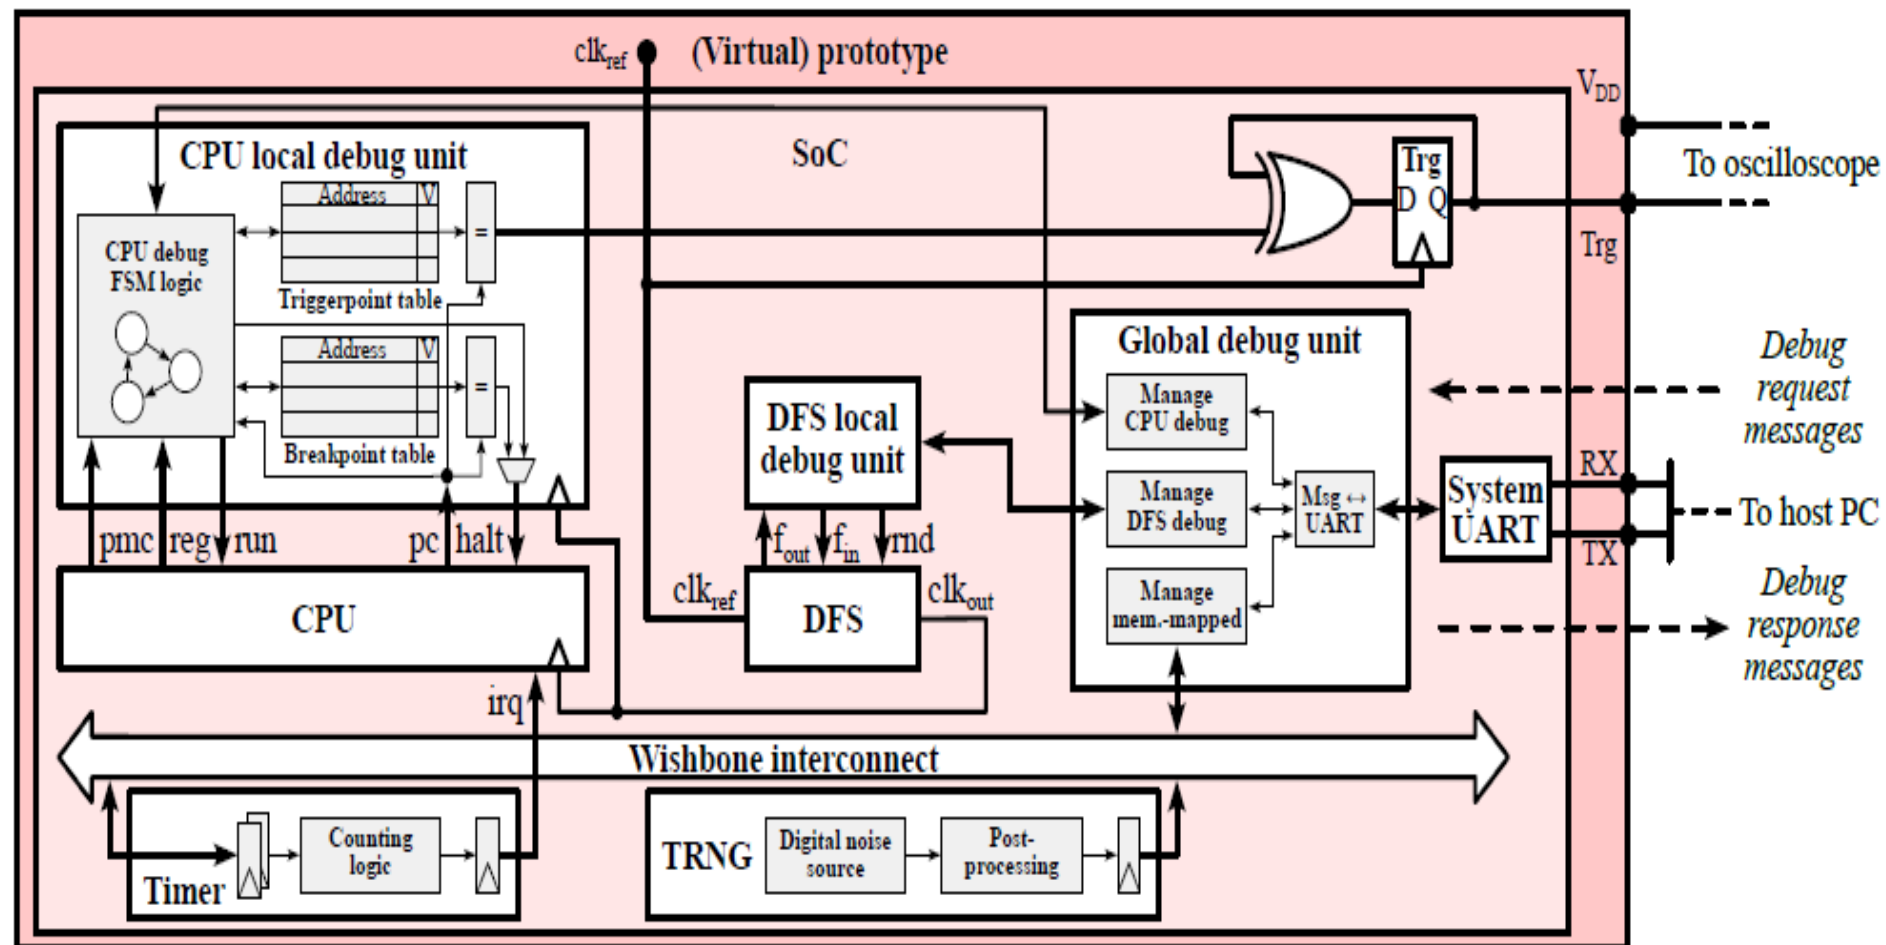 clkref
(Virtual) prototype
VDD
CPU local debug unit
SoC
Trg
D Q
To oscilloscope
Address V
=
CPU debug
FSM logic
Trg
Triggerpoint table
Address V
=
Breakpoint table
Global debug unit
Manage
CPU debug
Debug
request
messages
DFS local
debug unit
Manage
DFS debug
Msg ↔
UART
System
UART
RX
To host PC
TX
pmc reg run pc halt
fout fin rnd
clkref
clkout
CPU
DFS
Manage
mem.-mapped
Debug
response
messages
irq
Wishbone interconnect
Counting
logic
Timer
TRNG
Digital noise
source
Post-
processing